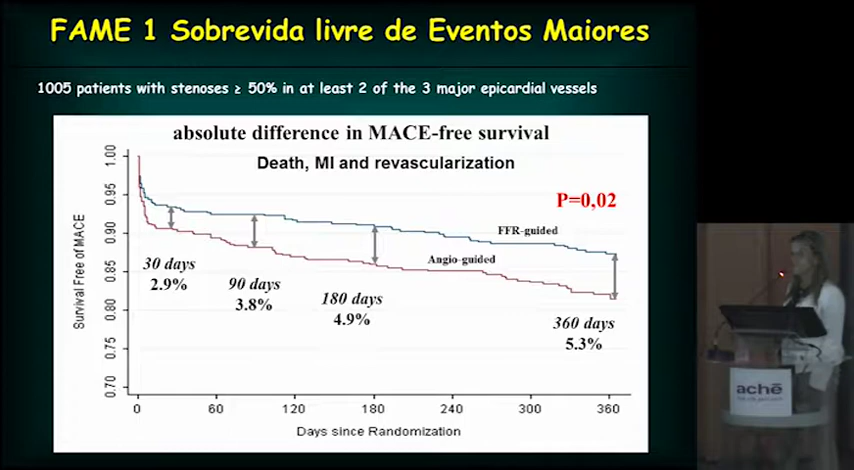 FAME 1 Sobrevida livre de Eventos Maiores
1005 patients with stenoses ≥ 50% in at least 2 of the 3 major epicardial vessels
absolute difference in MACE-free survival
Death, MI and revascularization
P=0,02
FFR-guided
Angio-guided
30 days
2.9%
90 days
3.8%
180 days
4.9%
360 days
5.3%
Survival Free of MACE
1.00
0.95
0.90
0.85
0.80
0.75
0.70
0 60 120 180 240 300 360
Days since Randomization
aché